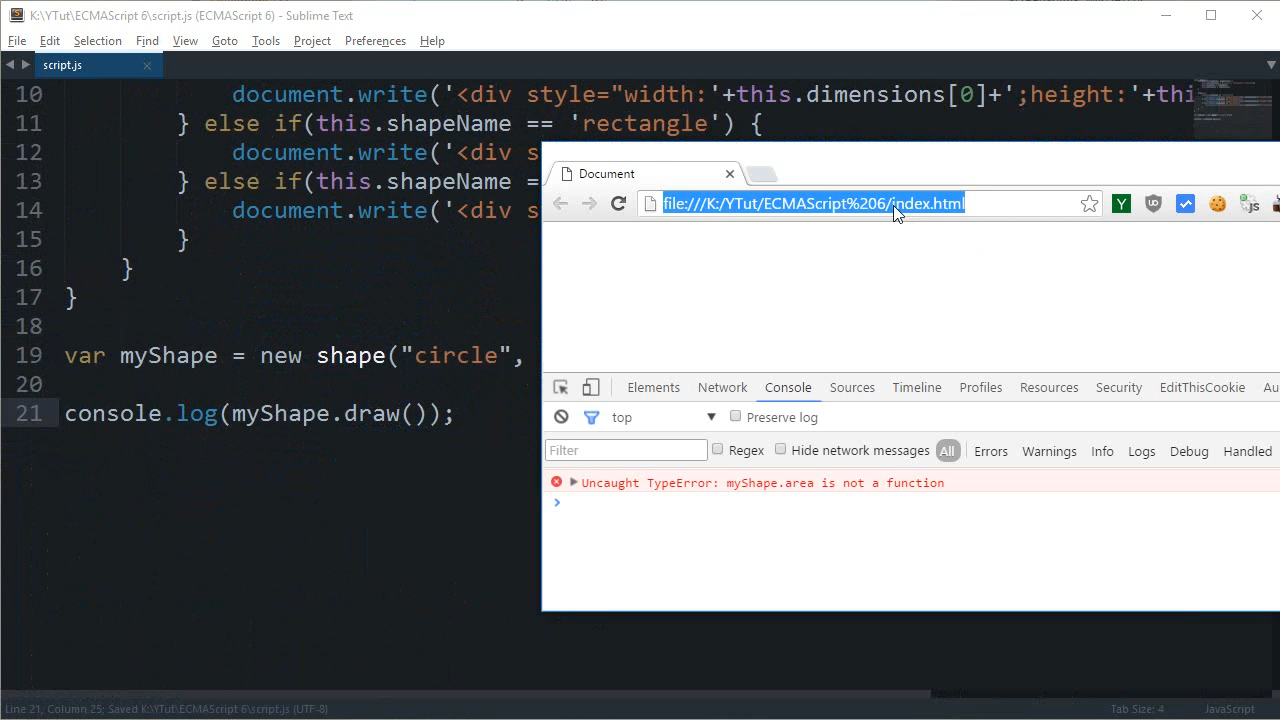 K:\YTut\ECMAScript 6\script.js (ECMAScript 6) - Sublime Text
File Edit Selection Find View Goto Tools Project Preferences Help
script.js ×
10 document.write('<div style="width:'+this.dimensions[0]+';height:'+thi
11 } else if(this.shapeName == 'rectangle') {
12 document.write('<div s
13 } else if(this.shapeName =
14 document.write('<div s
15 }
16 }
17 }
18
19 var myShape = new shape("circle",
20
21 console.log(myShape.draw());
Document
file:///K:/YTut/ECMAScript%206/index.html
Y JS
Elements Network Console Sources Timeline Profiles Resources Security EditThisCookie Au
top Preserve log
Filter Regex Hide network messages All Errors Warnings Info Logs Debug Handled
Uncaught TypeError: myShape.area is not a function
>
Line 21, Column 25; Saved K:\YTut\ECMAScript 6\script.js (UTF-8) Tab Size: 4 JavaScript